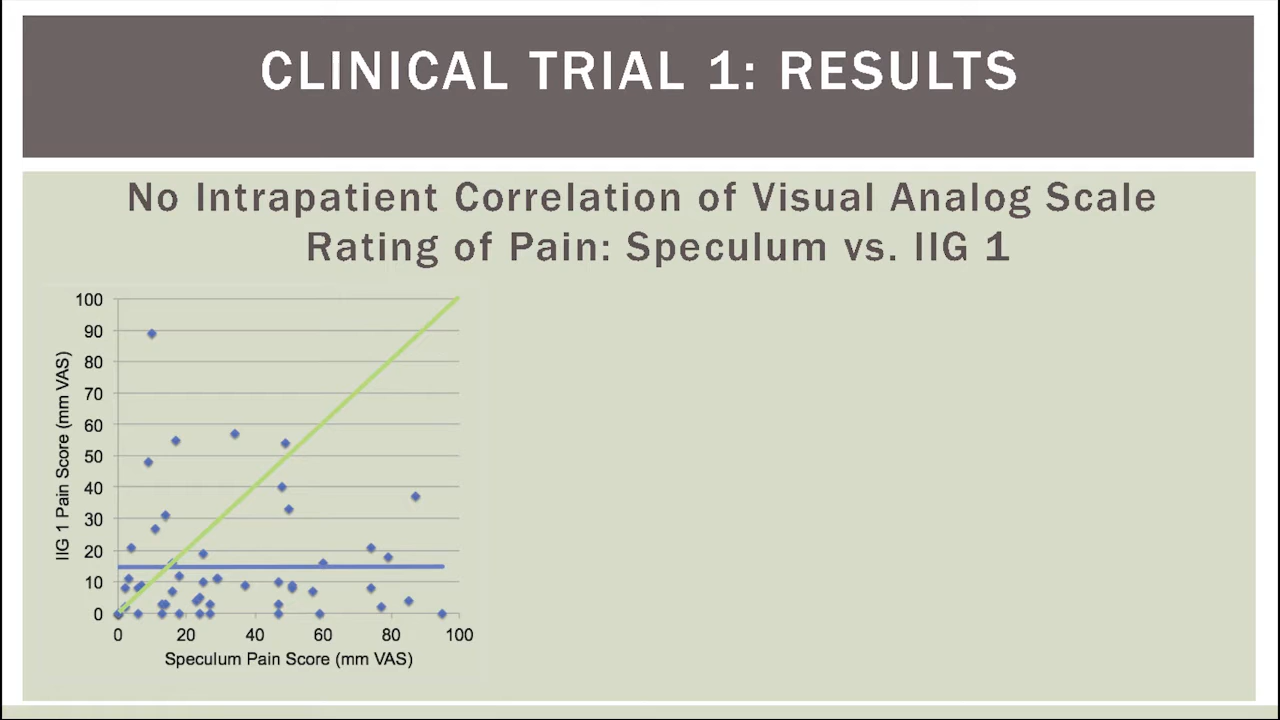 CLINICAL TRIAL 1: RESULTS
No Intrapatient Correlation of Visual Analog Scale
Rating of Pain: Speculum vs. IIG 1
IIG 1 Pain Score (mm VAS)
100
90
80
70
60
50
40
30
20
10
0
0 20 40 60 80 100
Speculum Pain Score (mm VAS)